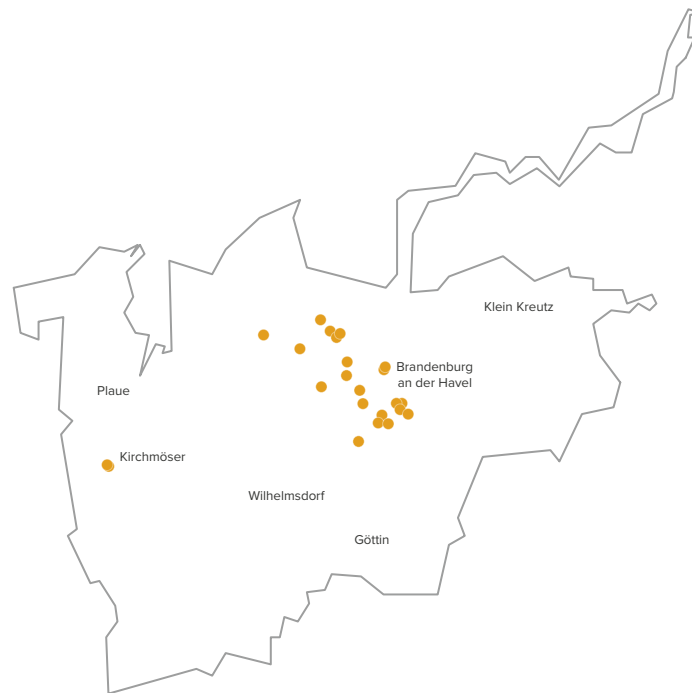 Klein Kreutz
Brandenburg
an der Havel
Plaue
Kirchmöser
Wilhelmsdorf
Göttin